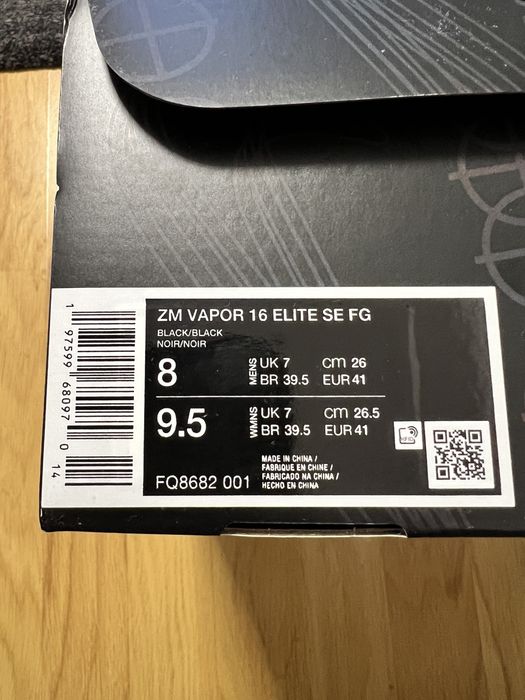 ZM VAPOR 16 ELITE SE FG
BLACK/BLACK
NOIR/NOIR
8 MENS UK 7 CM 26
BR 39.5 EUR 41
9.5 WMNS UK 7 CM 26.5
BR 39.5 EUR 41
MADE IN CHINA /
FABRIQUÉ EN CHINE /
FABRICADO NA CHINA /
HECHO EN CHINA
FQ8682 001
RFID
1 97599 68097 0 14